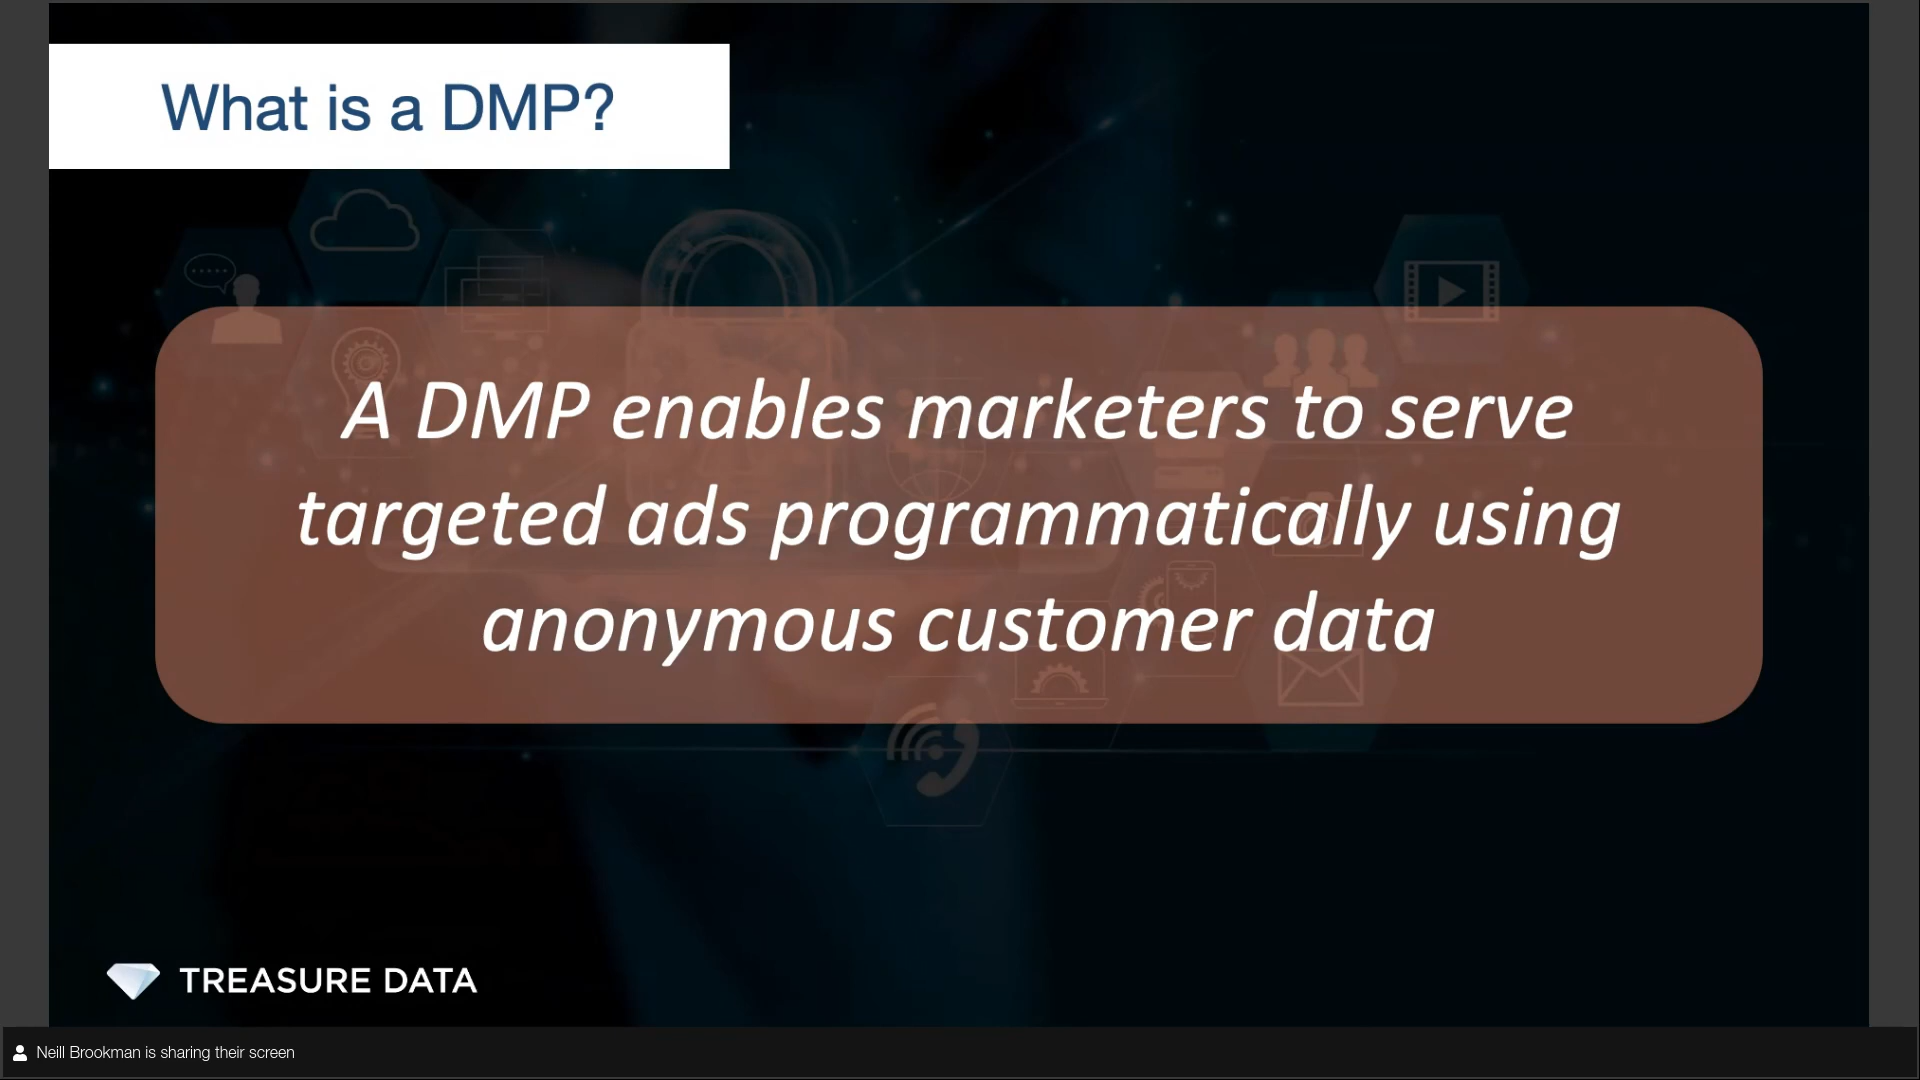 What is a DMP?
A DMP enables marketers to serve
targeted ads programmatically using
anonymous customer data
TREASURE DATA
Neill Brookman is sharing their screen